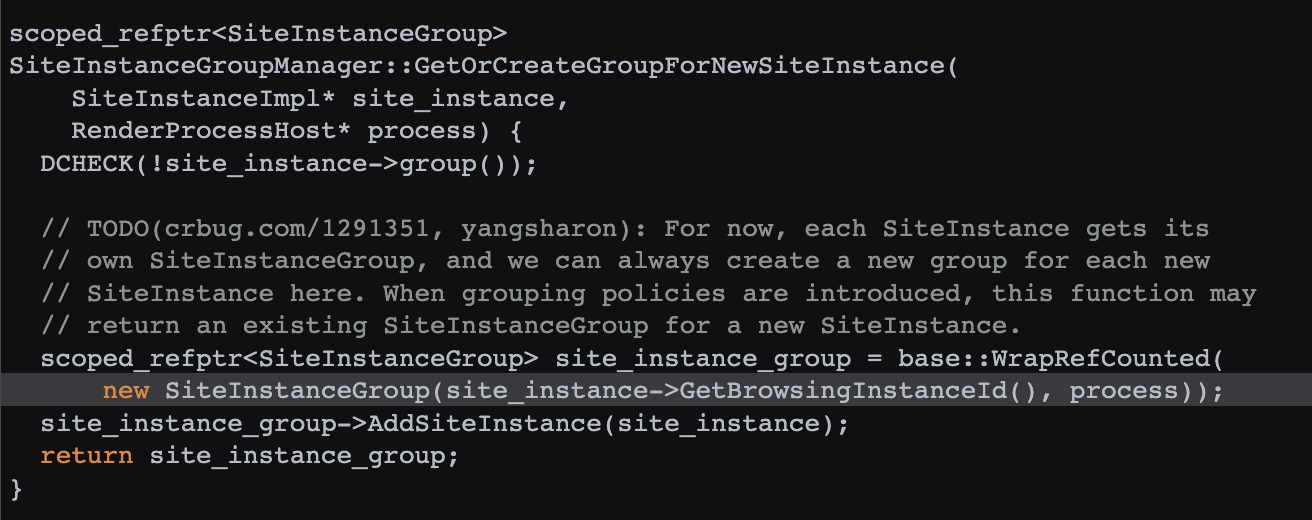 scoped_refptr<SiteInstanceGroup>
SiteInstanceGroupManager::GetOrCreateGroupForNewSiteInstance(
    SiteInstanceImpl* site_instance,
    RenderProcessHost* process) {
  DCHECK(!site_instance->group());

  // TODO(crbug.com/1291351, yangsharon): For now, each SiteInstance gets its
  // own SiteInstanceGroup, and we can always create a new group for each new
  // SiteInstance here. When grouping policies are introduced, this function may
  // return an existing SiteInstanceGroup for a new SiteInstance.
  scoped_refptr<SiteInstanceGroup> site_instance_group = base::WrapRefCounted(
      new SiteInstanceGroup(site_instance->GetBrowsingInstanceId(), process));
  site_instance_group->AddSiteInstance(site_instance);
  return site_instance_group;
}